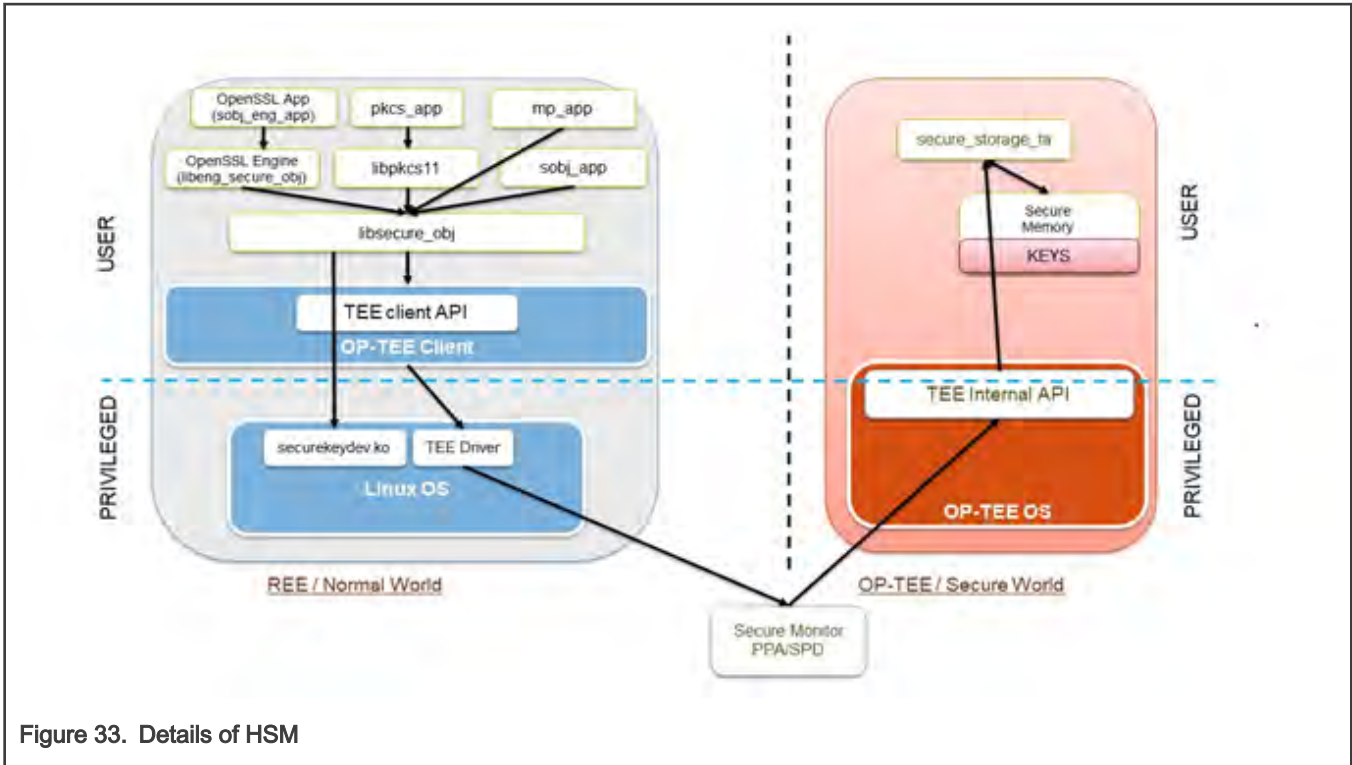 OpenSSL App
(sobj_eng_app)
pkcs_app
mp_app
OpenSSL Engine
(libeng_secure_obj)
libpkcs11
sobj_app
libsecure_obj
USER
TEE client API
OP-TEE Client
PRIVILEGED
securekeydev.ko
TEE Driver
Linux OS
REE / Normal World
secure_storage_ta
Secure
Memory
KEYS
USER
TEE Internal API
OP-TEE OS
PRIVILEGED
OP-TEE / Secure World
Secure Monitor
PPA/SPD
Figure 33. Details of HSM